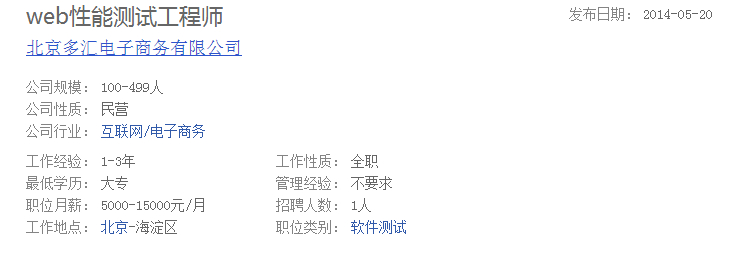 web性能测试工程师
发布日期： 2014-05-20
北京多汇电子商务有限公司
公司规模： 100-499人
公司性质： 民营
公司行业： 互联网/电子商务
工作经验： 1-3年 工作性质： 全职
最低学历： 大专 管理经验： 不要求
职位月薪： 5000-15000元/月 招聘人数： 1人
工作地点： 北京-海淀区 职位类别： 软件测试